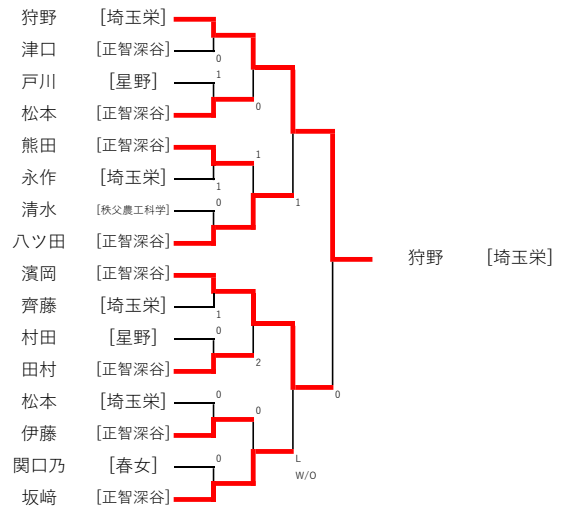 狩野 [埼玉栄]
津口 [正智深谷]
0
戸川 [星野]
1
松本 [正智深谷]
0
熊田 [正智深谷]
1
永作 [埼玉栄]
1
清水 [秩父農工科学]
0
1
八ツ田 [正智深谷]
狩野 [埼玉栄]
濱岡 [正智深谷]
齊藤 [埼玉栄]
1
村田 [星野]
0
田村 [正智深谷]
2
松本 [埼玉栄]
0
0
伊藤 [正智深谷]
0
関口乃 [春女]
0
L
W/O
坂﨑 [正智深谷]